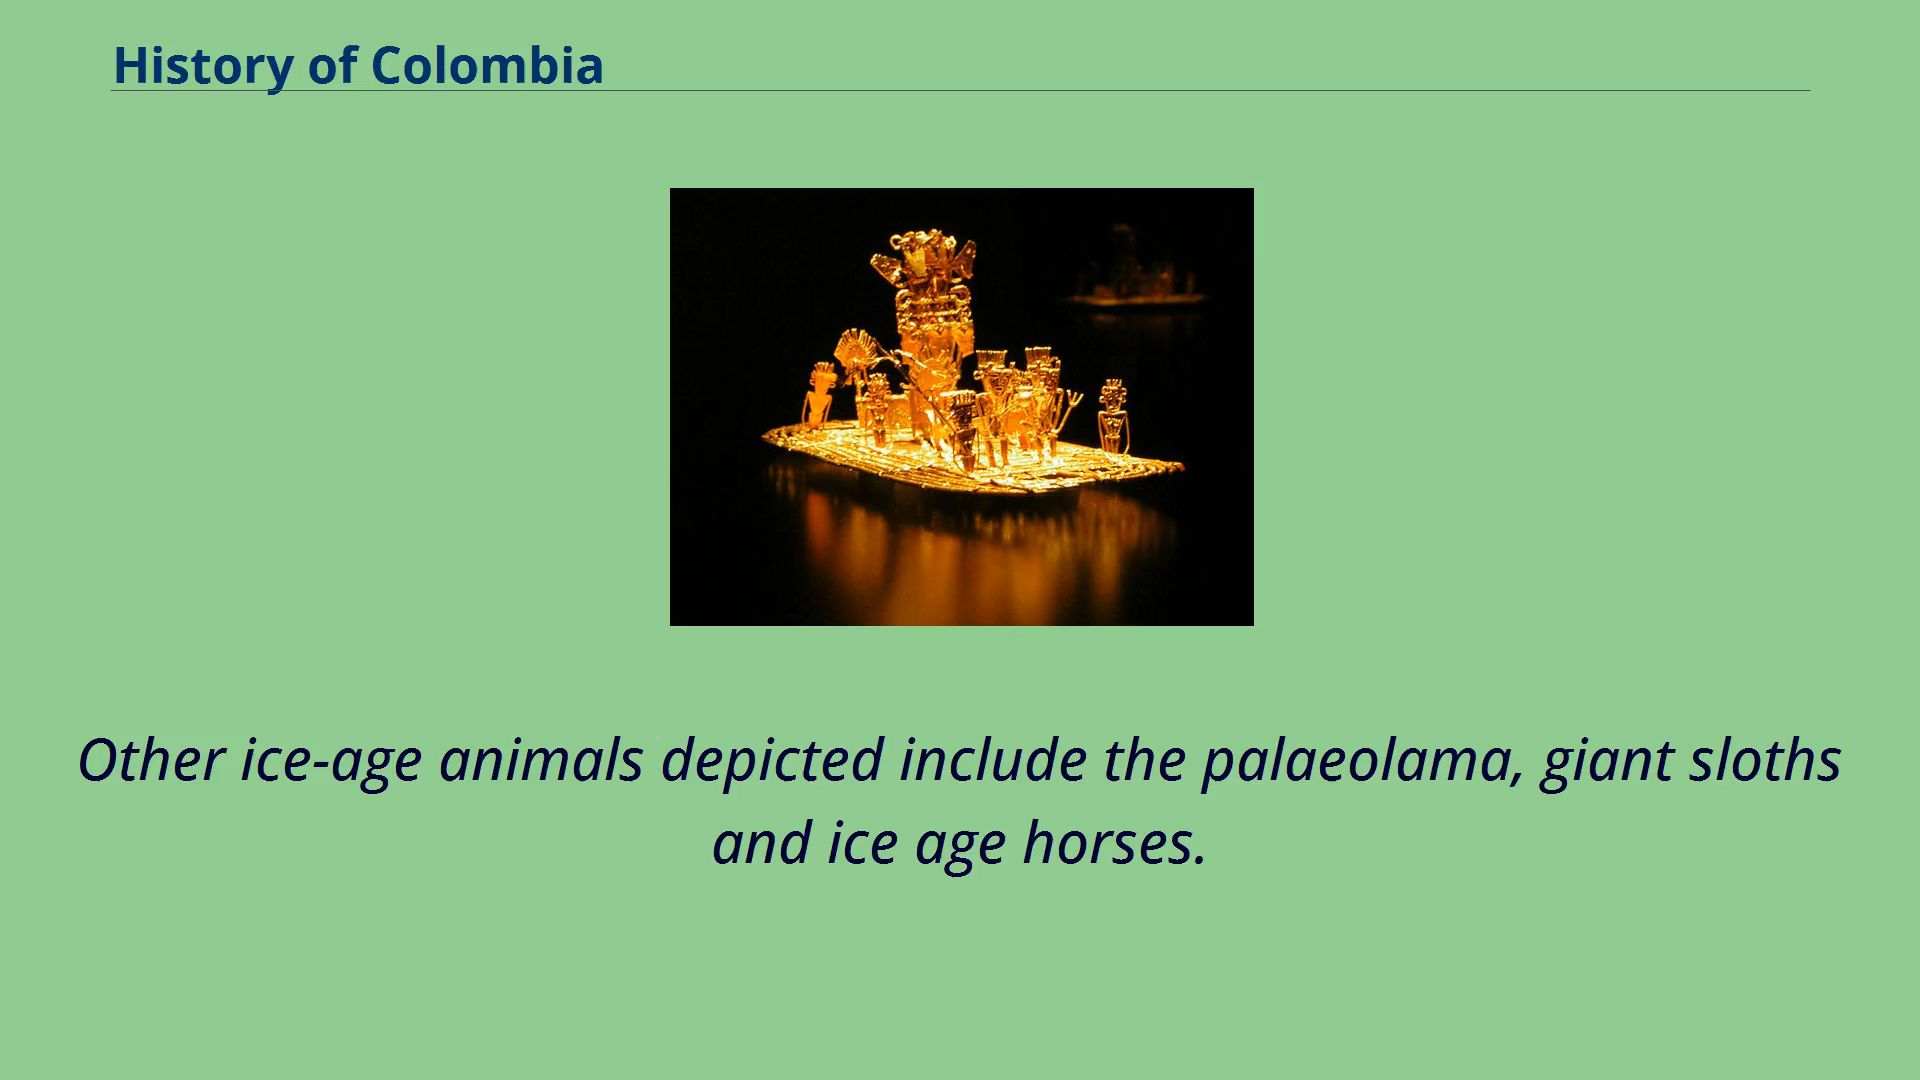 History of Colombia
Other ice-age animals depicted include the palaeolama, giant sloths
and ice age horses.